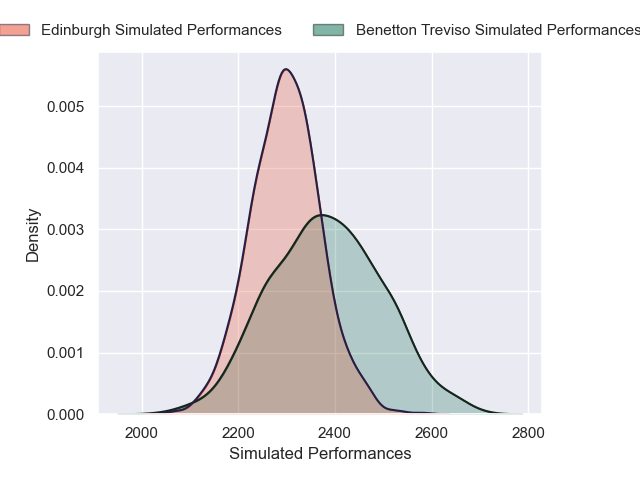 Edinburgh Simulated Performances
Benetton Treviso Simulated Performances
0.005
0.004
0.003
0.002
0.001
0.000
Density
2000 2200 2400 2600 2800
Simulated Performances